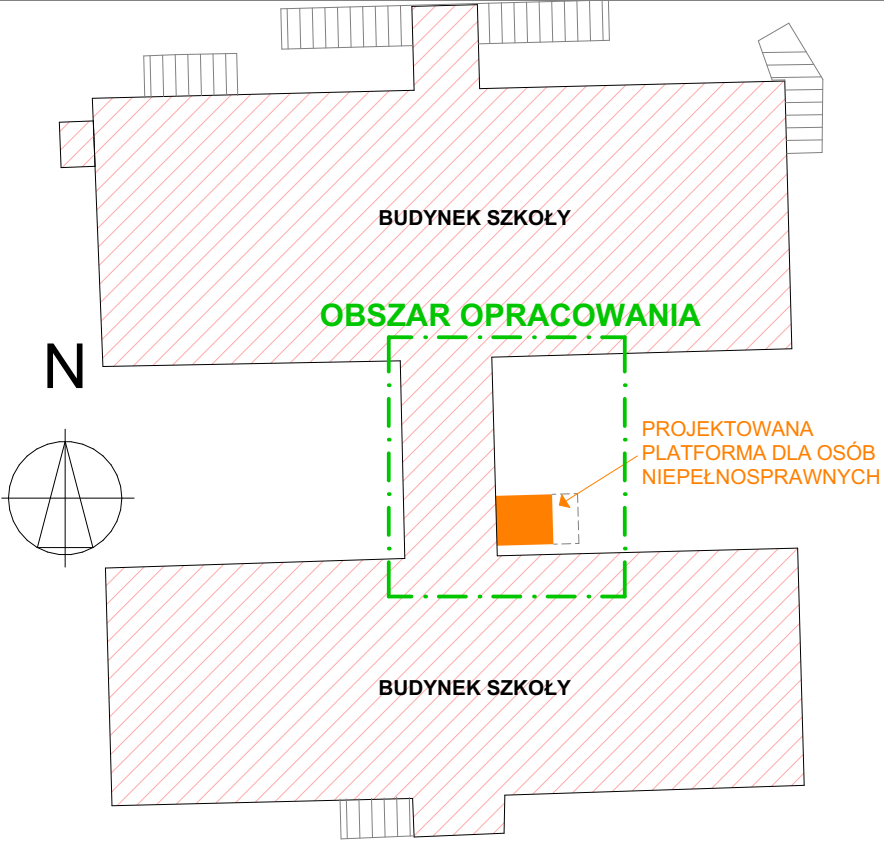 BUDYNEK SZKOŁY
OBSZAR OPRACOWANIA
N
PROJEKTOWANA
PLATFORMA DLA OSÓB
NIEPEŁNOSPRAWNYCH
BUDYNEK SZKOŁY